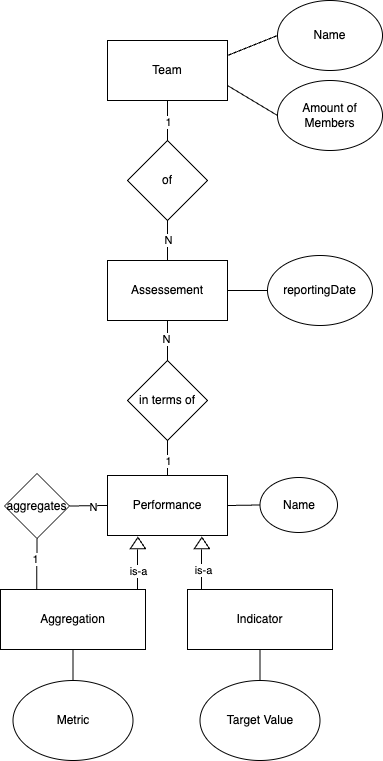 Name
Team
Amount of
Members
1
of
N
Assessement
reportingDate
N
in terms of
1
aggregates
N
Performance
Name
1
is-a
is-a
Aggregation
Indicator
Metric
Target Value